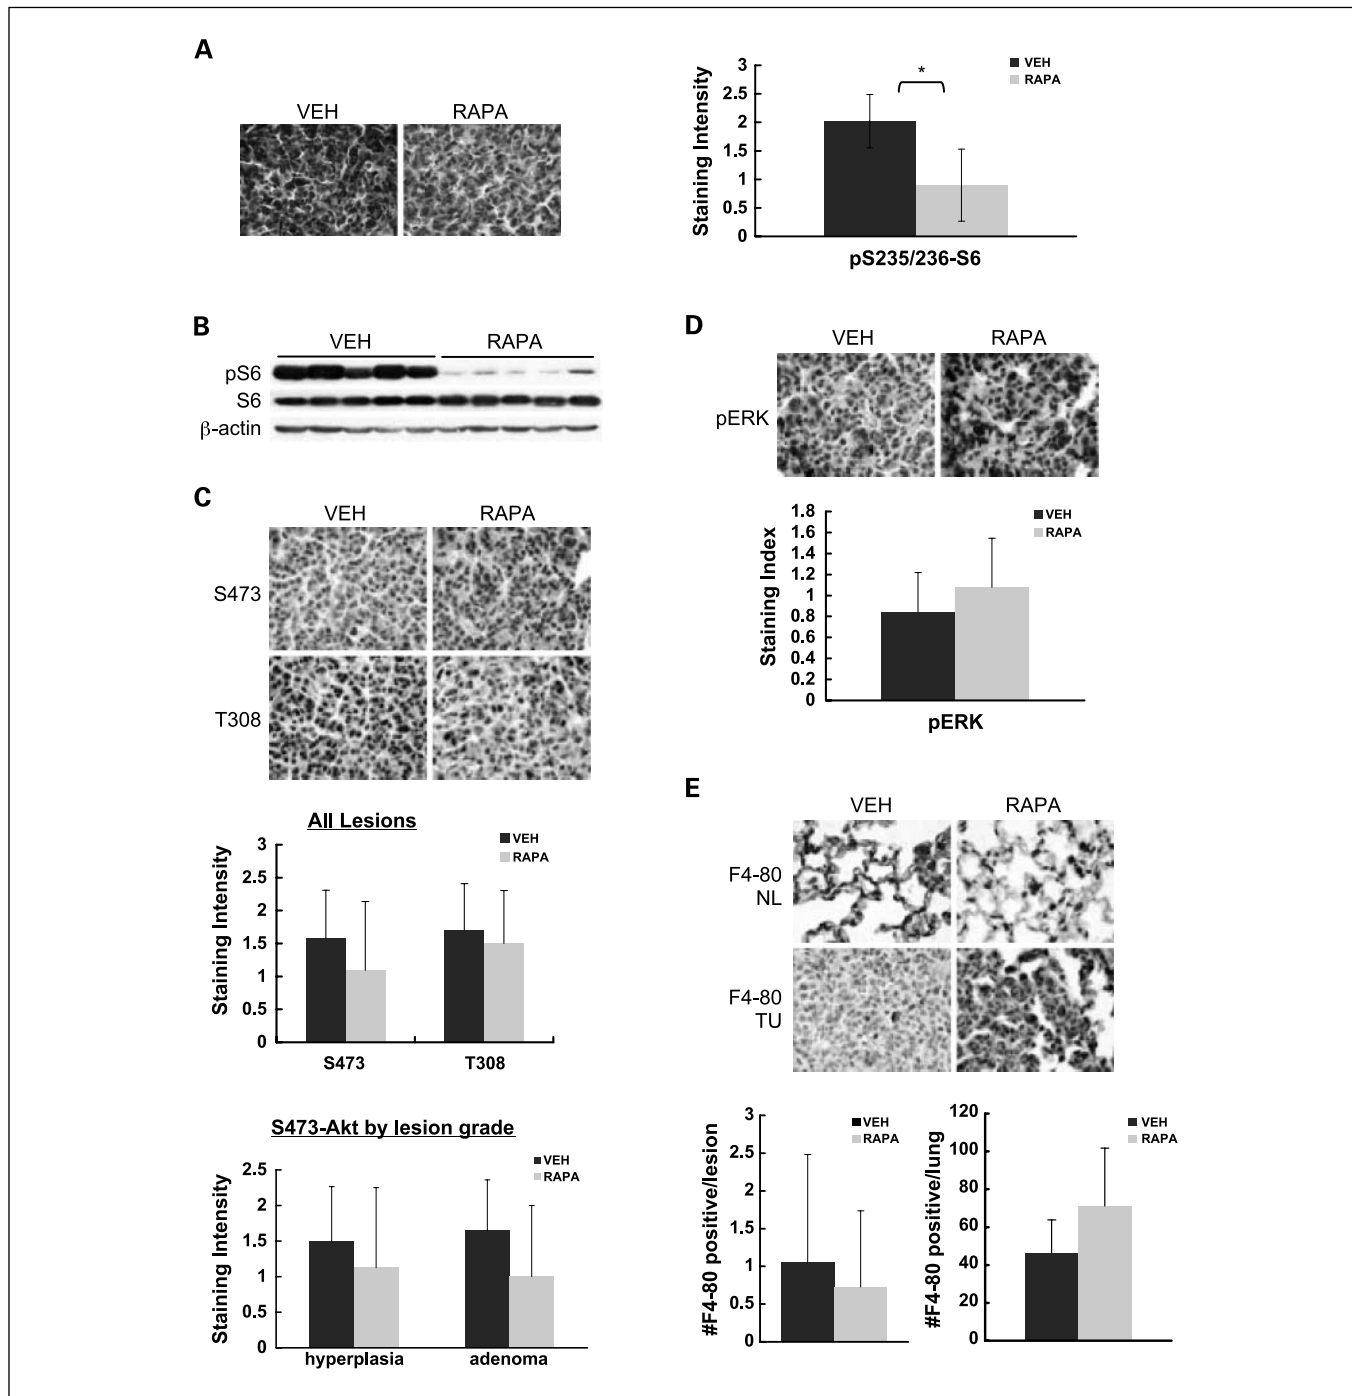 A
VEH RAPA
Staining Intensity
3
2.5
2
1.5
1
0.5
0
*
VEH
RAPA
pS235/236-S6
B
VEH RAPA
pS6
S6
β-actin
C
VEH RAPA
S473
T308
All Lesions
Staining Intensity
3
2.5
2
1.5
1
0.5
0
VEH
RAPA
S473 T308
S473-Akt by lesion grade
Staining Intensity
2.5
2
1.5
1
0.5
0
VEH
RAPA
hyperplasia adenoma
D
VEH RAPA
pERK
Staining Index
1.8
1.6
1.4
1.2
1
0.8
0.6
0.4
0.2
0
VEH
RAPA
pERK
E
VEH RAPA
F4-80
NL
F4-80
TU
#F4-80 positive/lesion
3
2.5
2
1.5
1
0.5
0
VEH
RAPA
#F4-80 positive/lung
120
100
80
60
40
20
0
VEH
RAPA